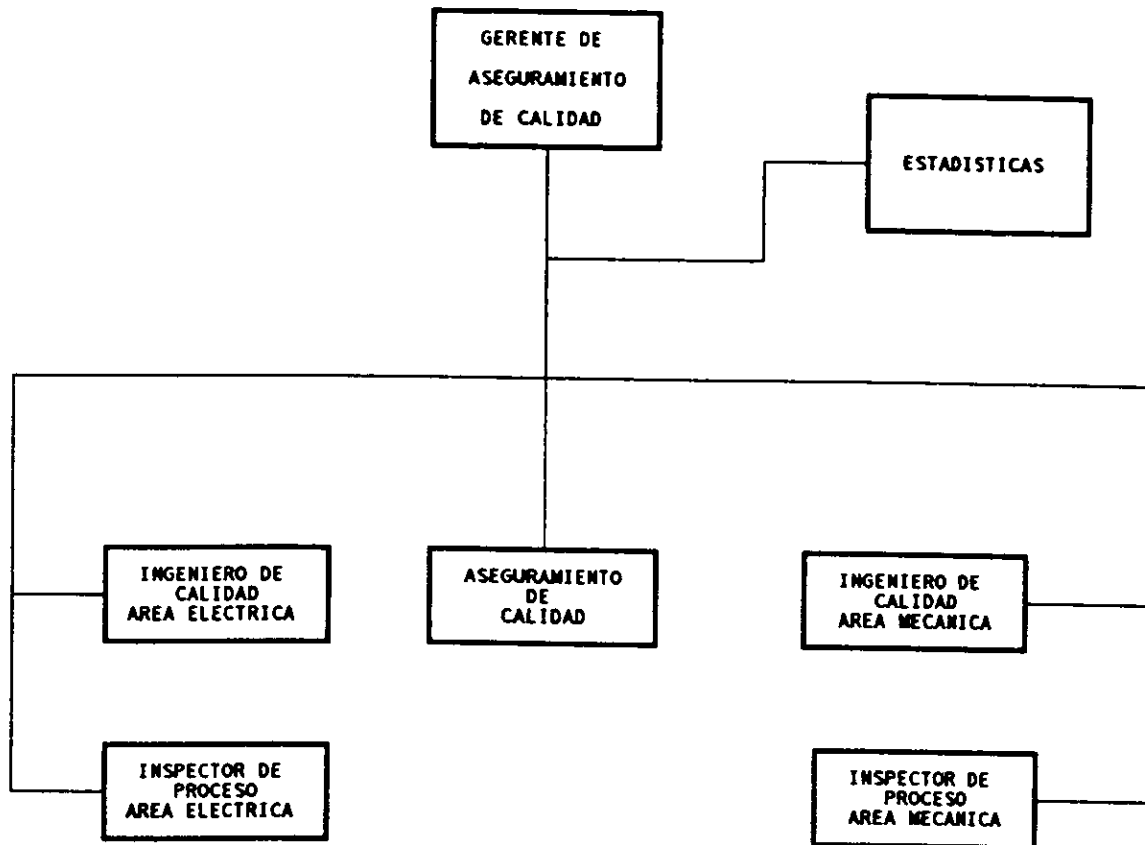 GERENTE DE
ASEGURAMIENTO
DE CALIDAD
ESTADISTICAS
INGENIERO DE
CALIDAD
AREA ELECTRICA
ASEGURAMIENTO
DE
CALIDAD
INGENIERO DE
CALIDAD
AREA MECANICA
INSPECTOR DE
PROCESO
AREA ELECTRICA
INSPECTOR DE
PROCESO
AREA MECANICA